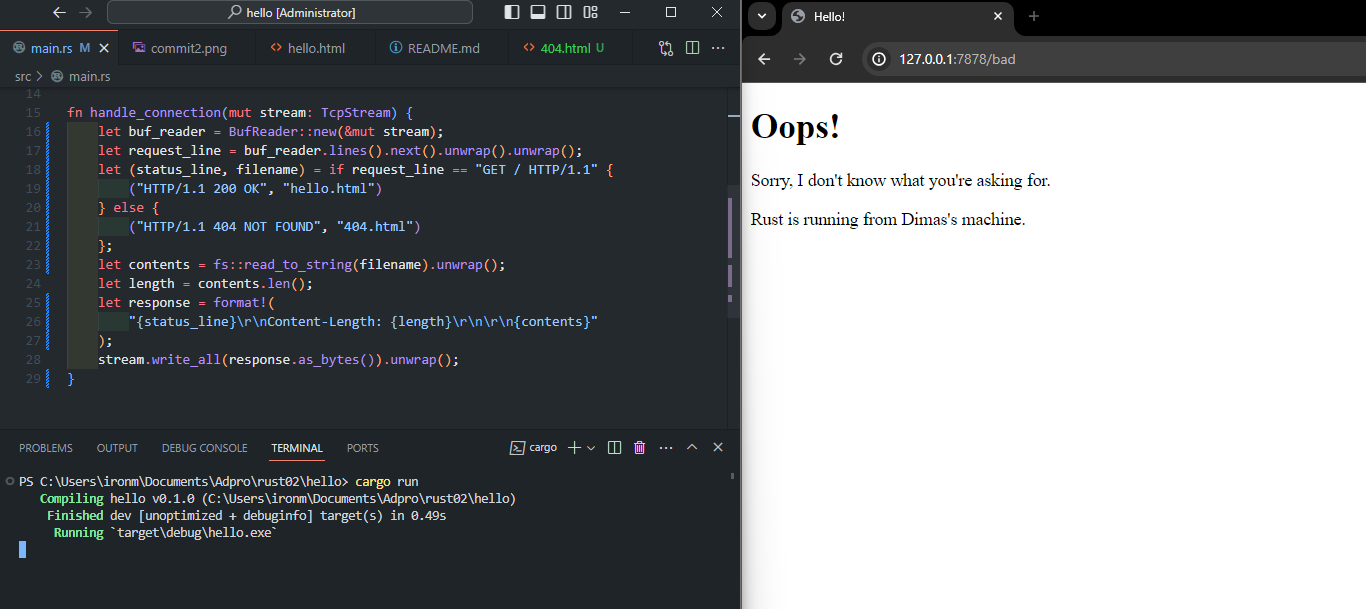 hello [Administrator]
main.rs M
commit2.png
hello.html
README.md
404.html U
src > main.rs
14
15 fn handle_connection(mut stream: TcpStream) {
16 let buf_reader = BufReader::new(&mut stream);
17 let request_line = buf_reader.lines().next().unwrap().unwrap();
18 let (status_line, filename) = if request_line == "GET / HTTP/1.1" {
19 ("HTTP/1.1 200 OK", "hello.html")
20 } else {
21 ("HTTP/1.1 404 NOT FOUND", "404.html")
22 };
23 let contents = fs::read_to_string(filename).unwrap();
24 let length = contents.len();
25 let response = format!(
26 "{status_line}\r\nContent-Length: {length}\r\n\r\n{contents}"
27 );
28 stream.write_all(response.as_bytes()).unwrap();
29 }
PROBLEMS OUTPUT DEBUG CONSOLE TERMINAL PORTS
cargo
PS C:\Users\ironm\Documents\Adpro\rust02\hello> cargo run
Compiling hello v0.1.0 (C:\Users\ironm\Documents\Adpro\rust02\hello)
Finished dev [unoptimized + debuginfo] target(s) in 0.49s
Running `target\debug\hello.exe`
Hello!
127.0.0.1:7878/bad
Oops!
Sorry, I don't know what you're asking for.
Rust is running from Dimas's machine.